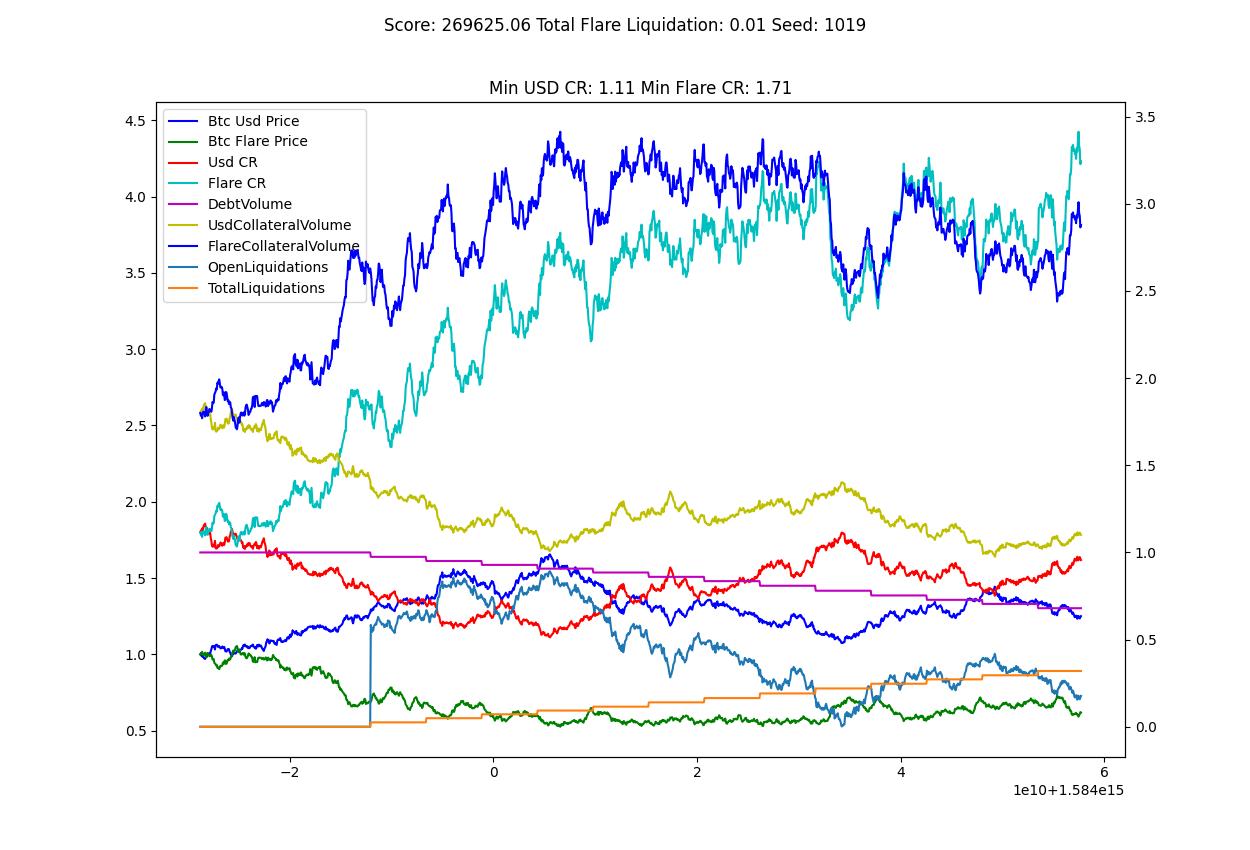 Score: 269625.06 Total Flare Liquidation: 0.01 Seed: 1019
Min USD CR: 1.11 Min Flare CR: 1.71
Btc Usd Price
Btc Flare Price
Usd CR
Flare CR
DebtVolume
UsdCollateralVolume
FlareCollateralVolume
OpenLiquidations
TotalLiquidations
4.5
4.0
3.5
3.0
2.5
2.0
1.5
1.0
0.5
3.5
3.0
2.5
2.0
1.5
1.0
0.5
0.0
−2 0 2 4 6
1e10+1.584e15